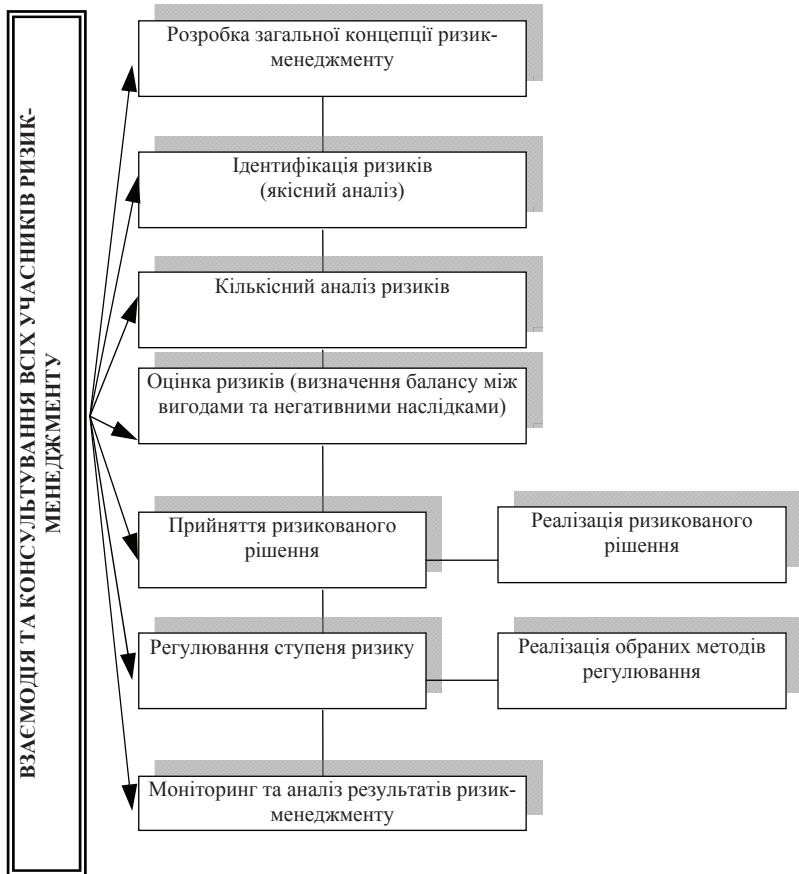 ВЗАЄМОДІЯ ТА КОНСУЛЬТУВАННЯ ВСІХ УЧАСНИКІВ РИЗИК-
МЕНЕДЖМЕНТУ
Розробка загальної концепції ризик-
менеджменту
Ідентифікація ризиків
(якісний аналіз)
Кількісний аналіз ризиків
Оцінка ризиків (визначення балансу між
вигодами та негативними наслідками)
Прийняття ризикованого
рішення
Реалізація ризикованого
рішення
Регулювання ступеня ризику
Реалізація обраних методів
регулювання
Моніторинг та аналіз результатів ризик-
менеджменту